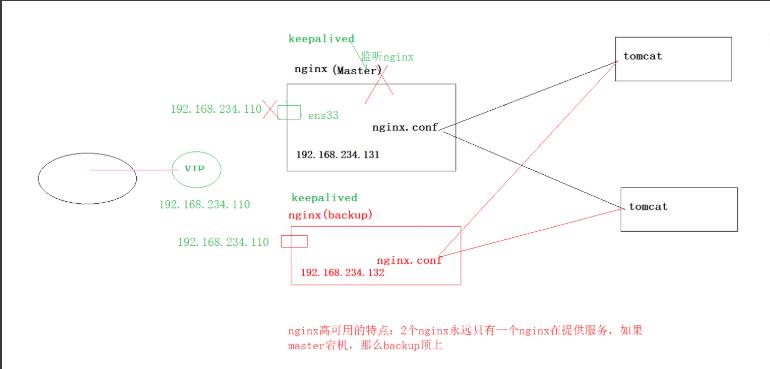 keepalived
监听nginx
nginx (Master)
tomcat
192.168.234.110
ens33
nginx.conf
192.168.234.131
VIP
192.168.234.110
keepalived
nginx(backup)
tomcat
192.168.234.110
nginx.conf
192.168.234.132
nginx高可用的特点：2个nginx永远只有一个nginx在提供服务，如果
master宕机，那么backup顶上